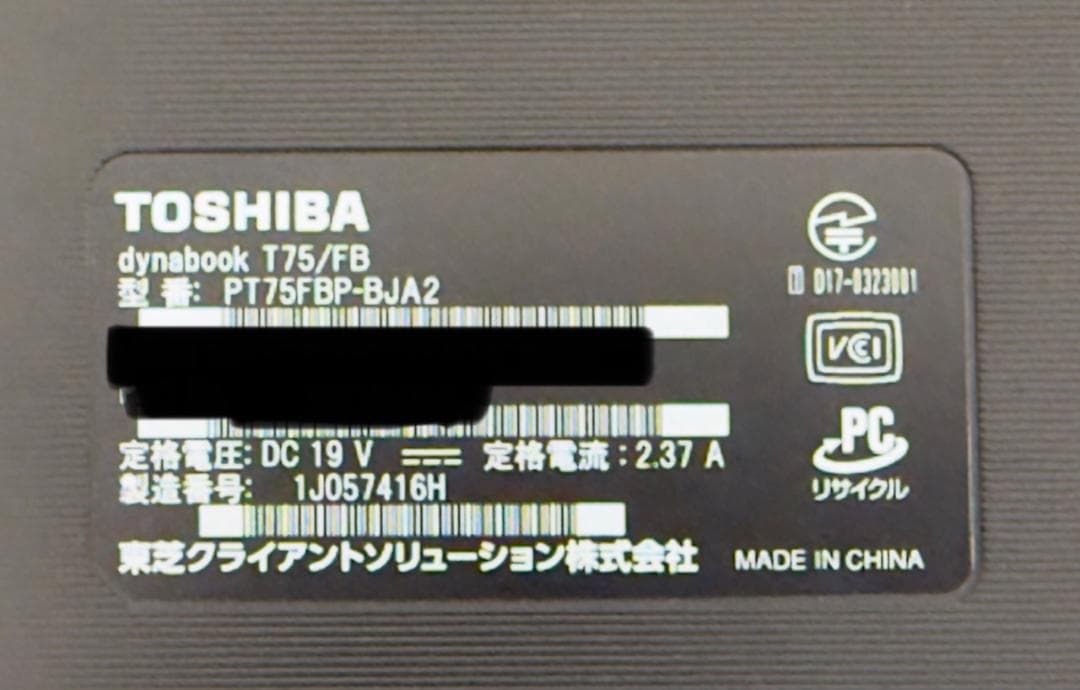 TOSHIBA
dynabook T75/FB
型 番: PT75FBP-BJA2
定格電圧: DC 19 V 定格電流:2.37 A
製造番号: 1J057416H
東芝クライアントソリューション株式会社
D17-0323001
VCCI
PC
リサイクル
MADE IN CHINA